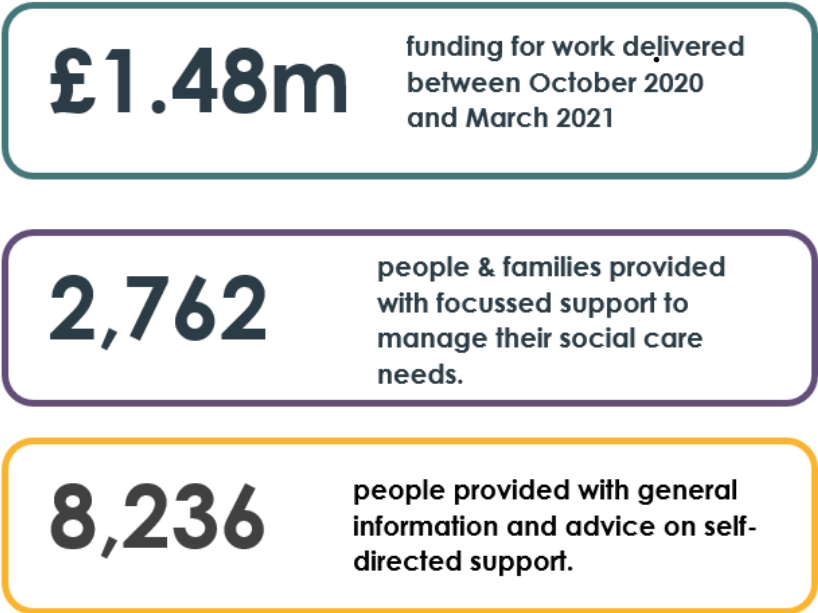 £1.48m
funding for work delivered
between October 2020
and March 2021
2,762
people & families provided
with focussed support to
manage their social care
needs.
8,236
people provided with general
information and advice on self-
directed support.